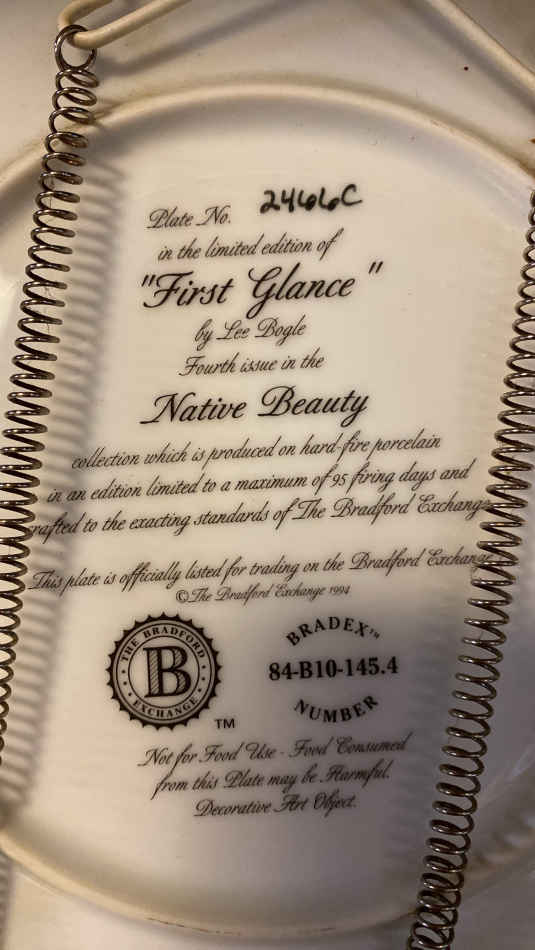 Plate No. 2466C
in the limited edition of
"First Glance"
by Lee Bogle
Fourth issue in the
Native Beauty
collection which is produced on hard-fire porcelain
in an edition limited to a maximum of 95 firing days and
crafted to the exacting standards of The Bradford Exchange.
This plate is officially listed for trading on the Bradford Exchange.
©The Bradford Exchange 1994
THE BRADFORD
B
EXCHANGE
TM
BRADEX™
84-B10-145.4
NUMBER
Not for Food Use - Food Consumed
from this Plate may be Harmful.
Decorative Art Object.